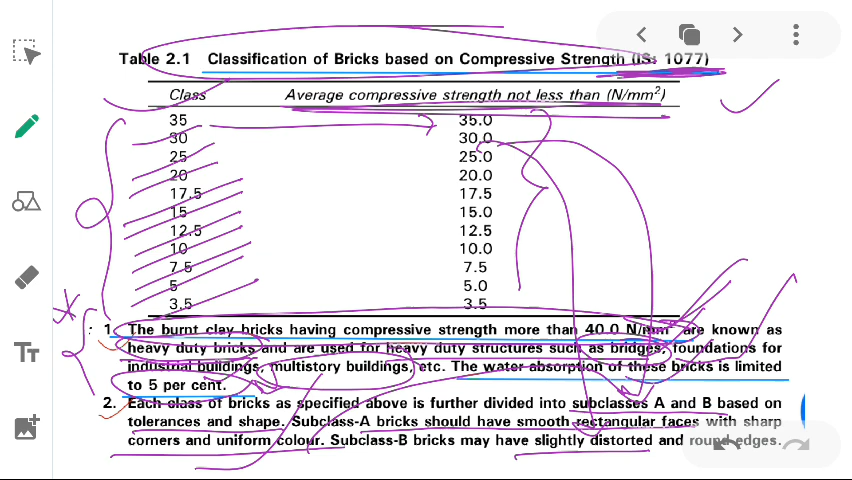 Table 2.1 Classification of Bricks based on Compressive Strength (IS: 1077)
Class Average compressive strength not less than (N/mm²)
35 35.0
30 30.0
25 25.0
20 20.0
17.5 17.5
15 15.0
12.5 12.5
10 10.0
7.5 7.5
5 5.0
3.5 3.5
: 1. The burnt clay bricks having compressive strength more than 40.0 N/mm² are known as
heavy duty bricks and are used for heavy duty structures such as bridges, foundations for
industrial buildings, multistory buildings, etc. The water absorption of these bricks is limited
to 5 per cent.
2. Each class of bricks as specified above is further divided into subclasses A and B based on
tolerances and shape. Subclass-A bricks should have smooth rectangular faces with sharp
corners and uniform colour. Subclass-B bricks may have slightly distorted and round edges.
Tт